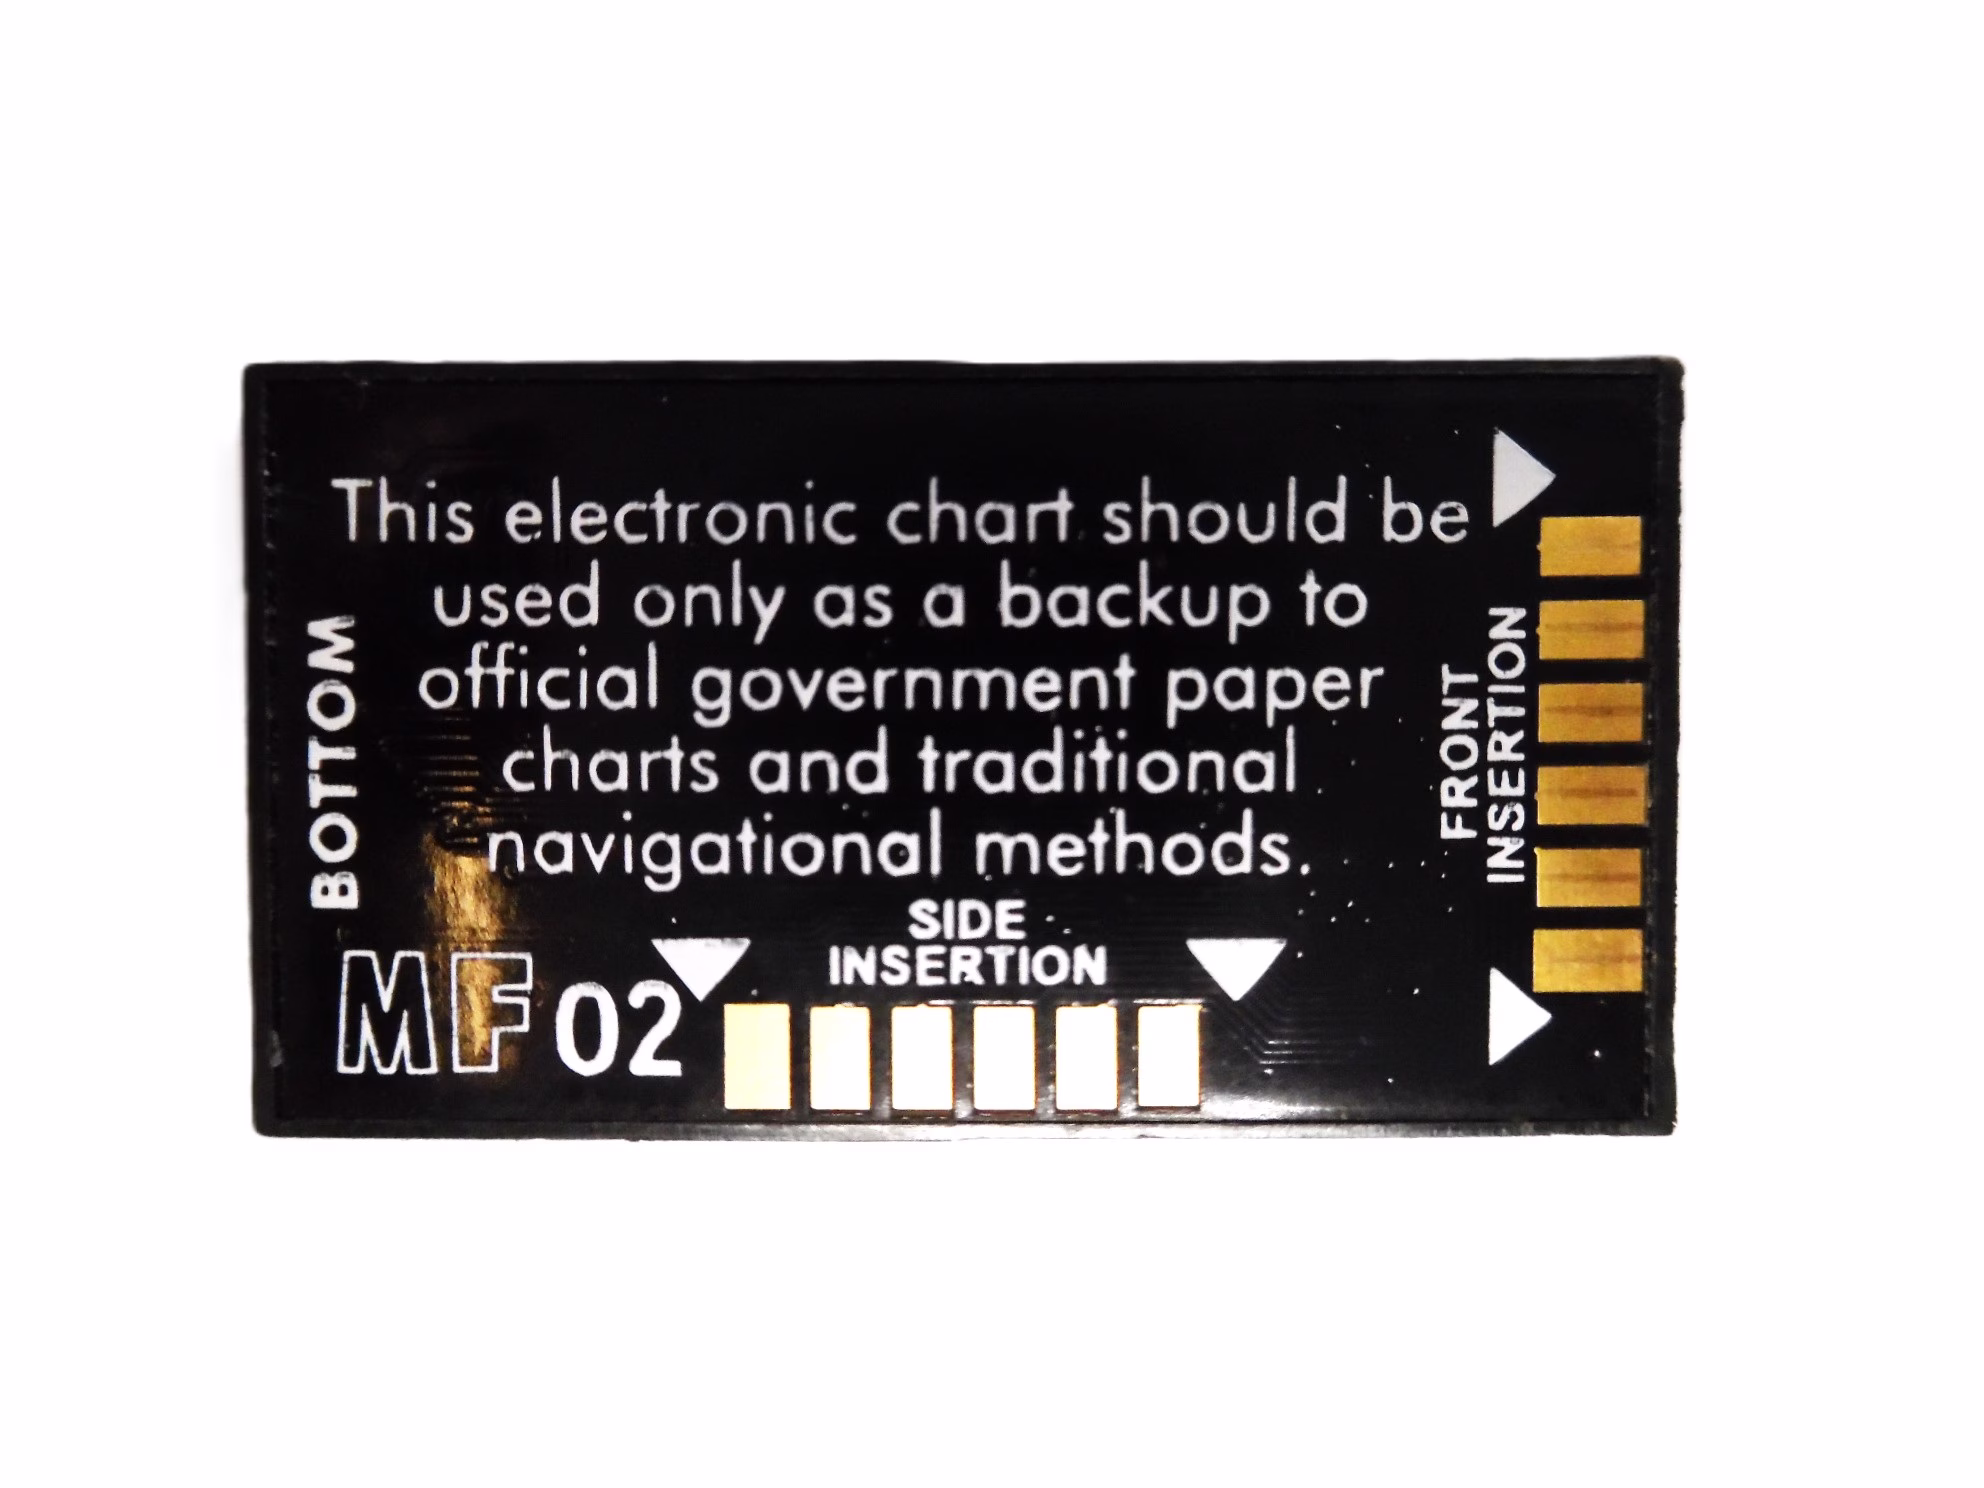 This electronic chart should be
used only as a backup to
official government paper
charts and traditional
navigational methods.
BOTTOM
FRONT
INSERTION
SIDE
INSERTION
MF 02